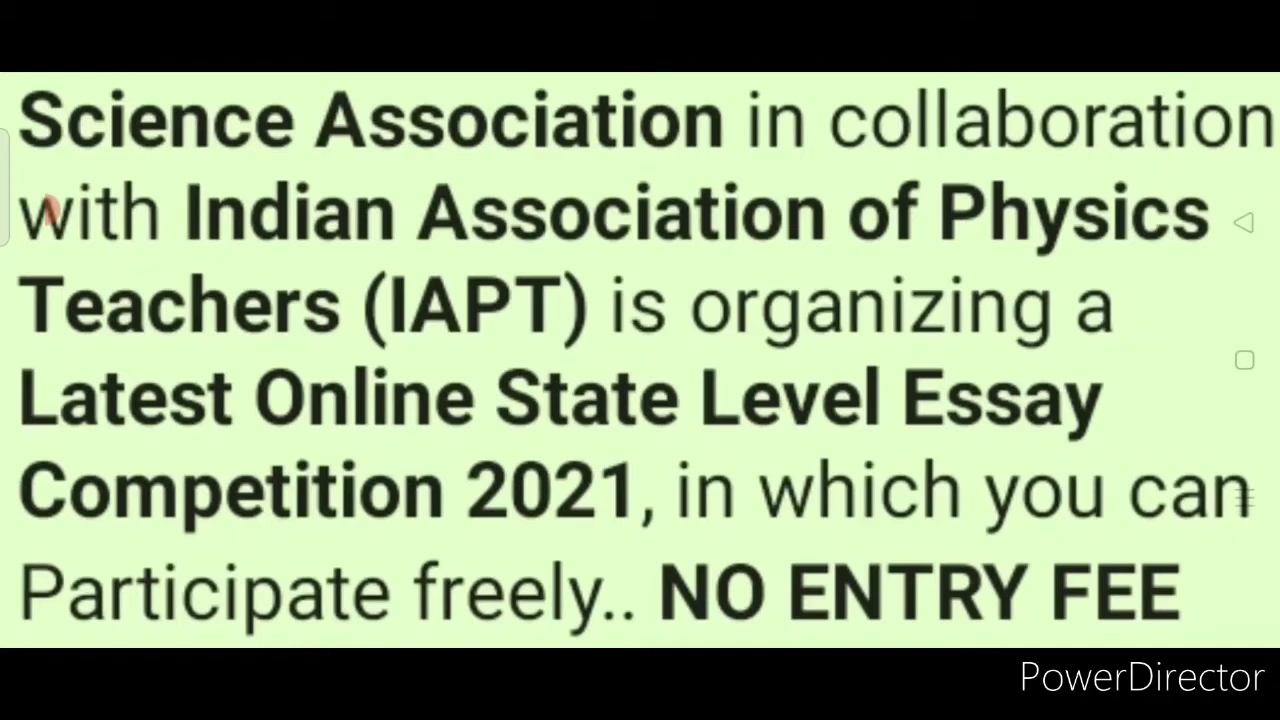 Science Association in collaboration
with Indian Association of Physics
Teachers (IAPT) is organizing a
Latest Online State Level Essay
Competition 2021, in which you can
Participate freely.. NO ENTRY FEE
PowerDirector